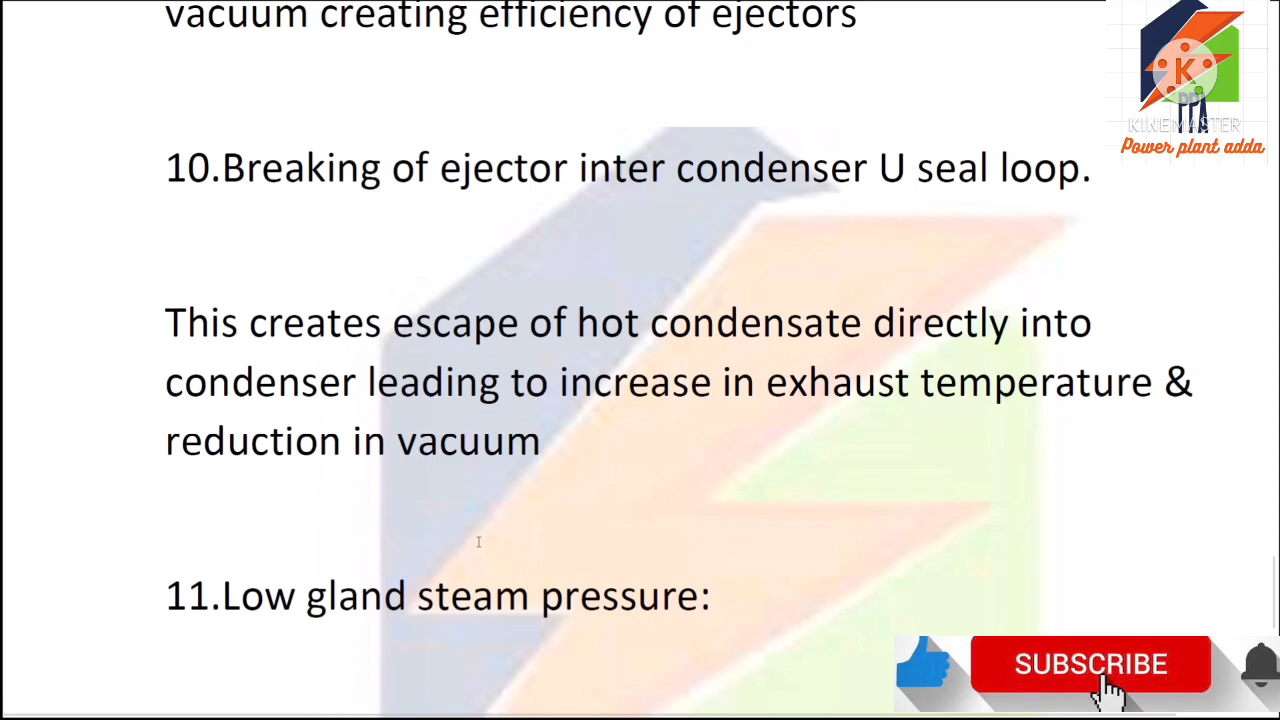 vacuum creating efficiency of ejectors
K
KINEMASTER
Power plant adda
10.Breaking of ejector inter condenser U seal loop.
This creates escape of hot condensate directly into
condenser leading to increase in exhaust temperature &
reduction in vacuum
11.Low gland steam pressure:
SUBSCRIBE